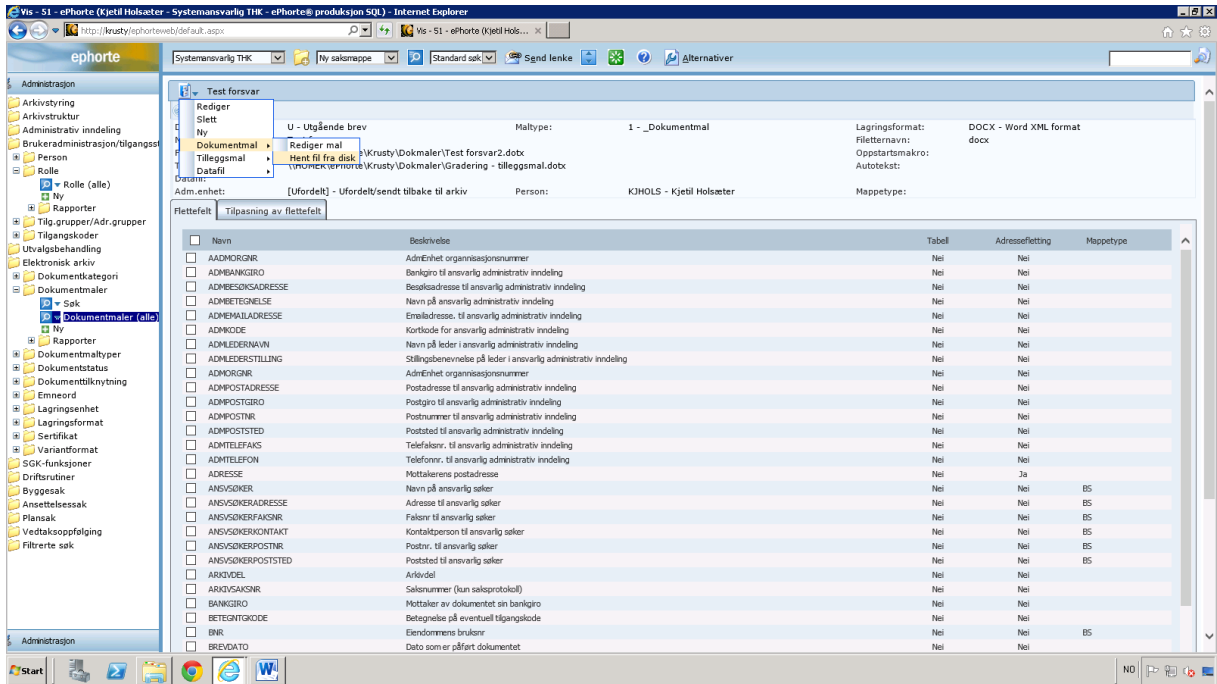 Vis - 51 - ePhorte (Kjetil Holsæter - Systemansvarlig THK - ePhorte® produksjon SQL) - Internet Explorer
http://krusty/ephorteweb/default.aspx
Vis - 51 - ePhorte (Kjetil Hols...
ephorte
Systemansvarlig THK
Ny saksmappe
Standard søk
Send lenke
Alternativer
Administrasjon
Arkivstyring
Arkivstruktur
Administrativ inndeling
Brukeradministrasjon/tilgangsst
Person
Rolle
Rolle (alle)
Ny
Rapporter
Tilg.grupper/Adr.grupper
Tilgangskoder
Utvalgsbehandling
Elektronisk arkiv
Dokumentkategori
Dokumentmaler
Søk
Dokumentmaler (alle)
Ny
Rapporter
Dokumentmaltyper
Dokumentstatus
Dokumenttilknytning
Emneord
Lagringsenhet
Lagringsformat
Sertifikat
Variantformat
SGK-funksjoner
Driftsrutiner
Byggesak
Ansettelsessak
Plansak
Vedtaksoppfølging
Filtrerte søk
Administrasjon
Test forsvar
Rediger
Slett
Ny
Dokumentmal
Tilleggsmal
Datafil
Rediger mal
Hent fil fra disk
U - Utgående brev Maltype: 1 - _Dokumentmal Lagringsformat: DOCX - Word XML format
Filetternavn: docx
\Krusty\Dokmaler\Test forsvar2.dotx Oppstartsmakro:
\Krusty\Dokmaler\Gradering - tilleggsmal.dotx Autotekst:
Adm.enhet: [Ufordelt] - Ufordelt/sendt tilbake til arkiv Person: KJHOLS - Kjetil Holsæter Mappetype:
Flettefelt Tilpasning av flettefelt
Navn Beskrivelse Tabell Adressefletting Mappetype
AADMORGNR AdmEnhet organnisasjonsnummer Nei Nei
ADMBANKGIRO Bankgiro til ansvarlig administrativ inndeling Nei Nei
ADMBESØKSADRESSE Besøksadresse til ansvarlig administrativ inndeling Nei Nei
ADMBETEGNELSE Navn på ansvarlig administrativ inndeling Nei Nei
ADMEMAILADRESSE Emailadresse. til ansvarlig administrativ inndeling Nei Nei
ADMKODE Kortkode for ansvarlig administrativ inndeling Nei Nei
ADMLEDERNAVN Navn på leder i ansvarlig administrativ inndeling Nei Nei
ADMLEDERSTILLING Stillingsbenevnelse på leder i ansvarlig administrativ inndeling Nei Nei
ADMORGNR AdmEnhet organnisasjonsnummer Nei Nei
ADMPOSTADRESSE Postadresse til ansvarlig administrativ inndeling Nei Nei
ADMPOSTGIRO Postgiro til ansvarlig administrativ inndeling Nei Nei
ADMPOSTNR Postnummer til ansvarlig administrativ inndeling Nei Nei
ADMPOSTSTED Poststed til ansvarlig administrativ inndeling Nei Nei
ADMTELEFAKS Telefaksnr. til ansvarlig administrativ inndeling Nei Nei
ADMTELEFON Telefonnr. til ansvarlig administrativ inndeling Nei Nei
ADRESSE Mottakerens postadresse Nei Ja
ANSVSØKER Navn på ansvarlig søker Nei Nei BS
ANSVSØKERADRESSE Adresse til ansvarlig søker Nei Nei BS
ANSVSØKERFAKSNR Faksnr til ansvarlig søker Nei Nei BS
ANSVSØKERKONTAKT Kontaktperson til ansvarlig søker Nei Nei BS
ANSVSØKERPOSTNR Postnr. til ansvarlig søker Nei Nei BS
ANSVSØKERPOSTSTED Poststed til ansvarlig søker Nei Nei BS
ARKIVDEL Arkivdel Nei Nei
ARKIVSAKSNR Saksnummer (kun saksprotokoll) Nei Nei
BANKGIRO Mottaker av dokumentet sin bankgiro Nei Nei
BETEGNTGKODE Betegnelse på eventuell tilgangskode Nei Nei
BNR Eiendommens bruksnr Nei Nei BS
BREVDATO Dato som er påført dokumentet Nei Nei
Start
NO